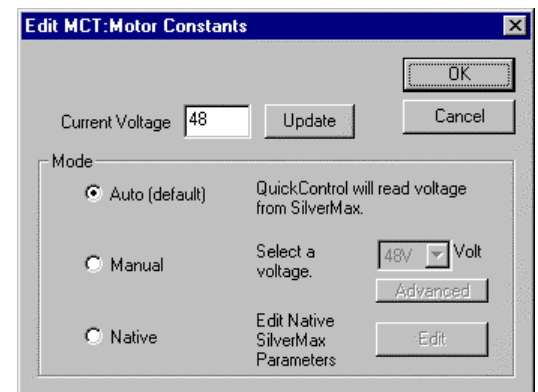 Edit MCT:Motor Constants
OK
Current Voltage 48 Update Cancel
Mode
Auto (default) QuickControl will read voltage
from SilverMax.
Manual Select a
voltage. 48V Volt
Advanced
Native Edit Native
SilverMax
Parameters Edit